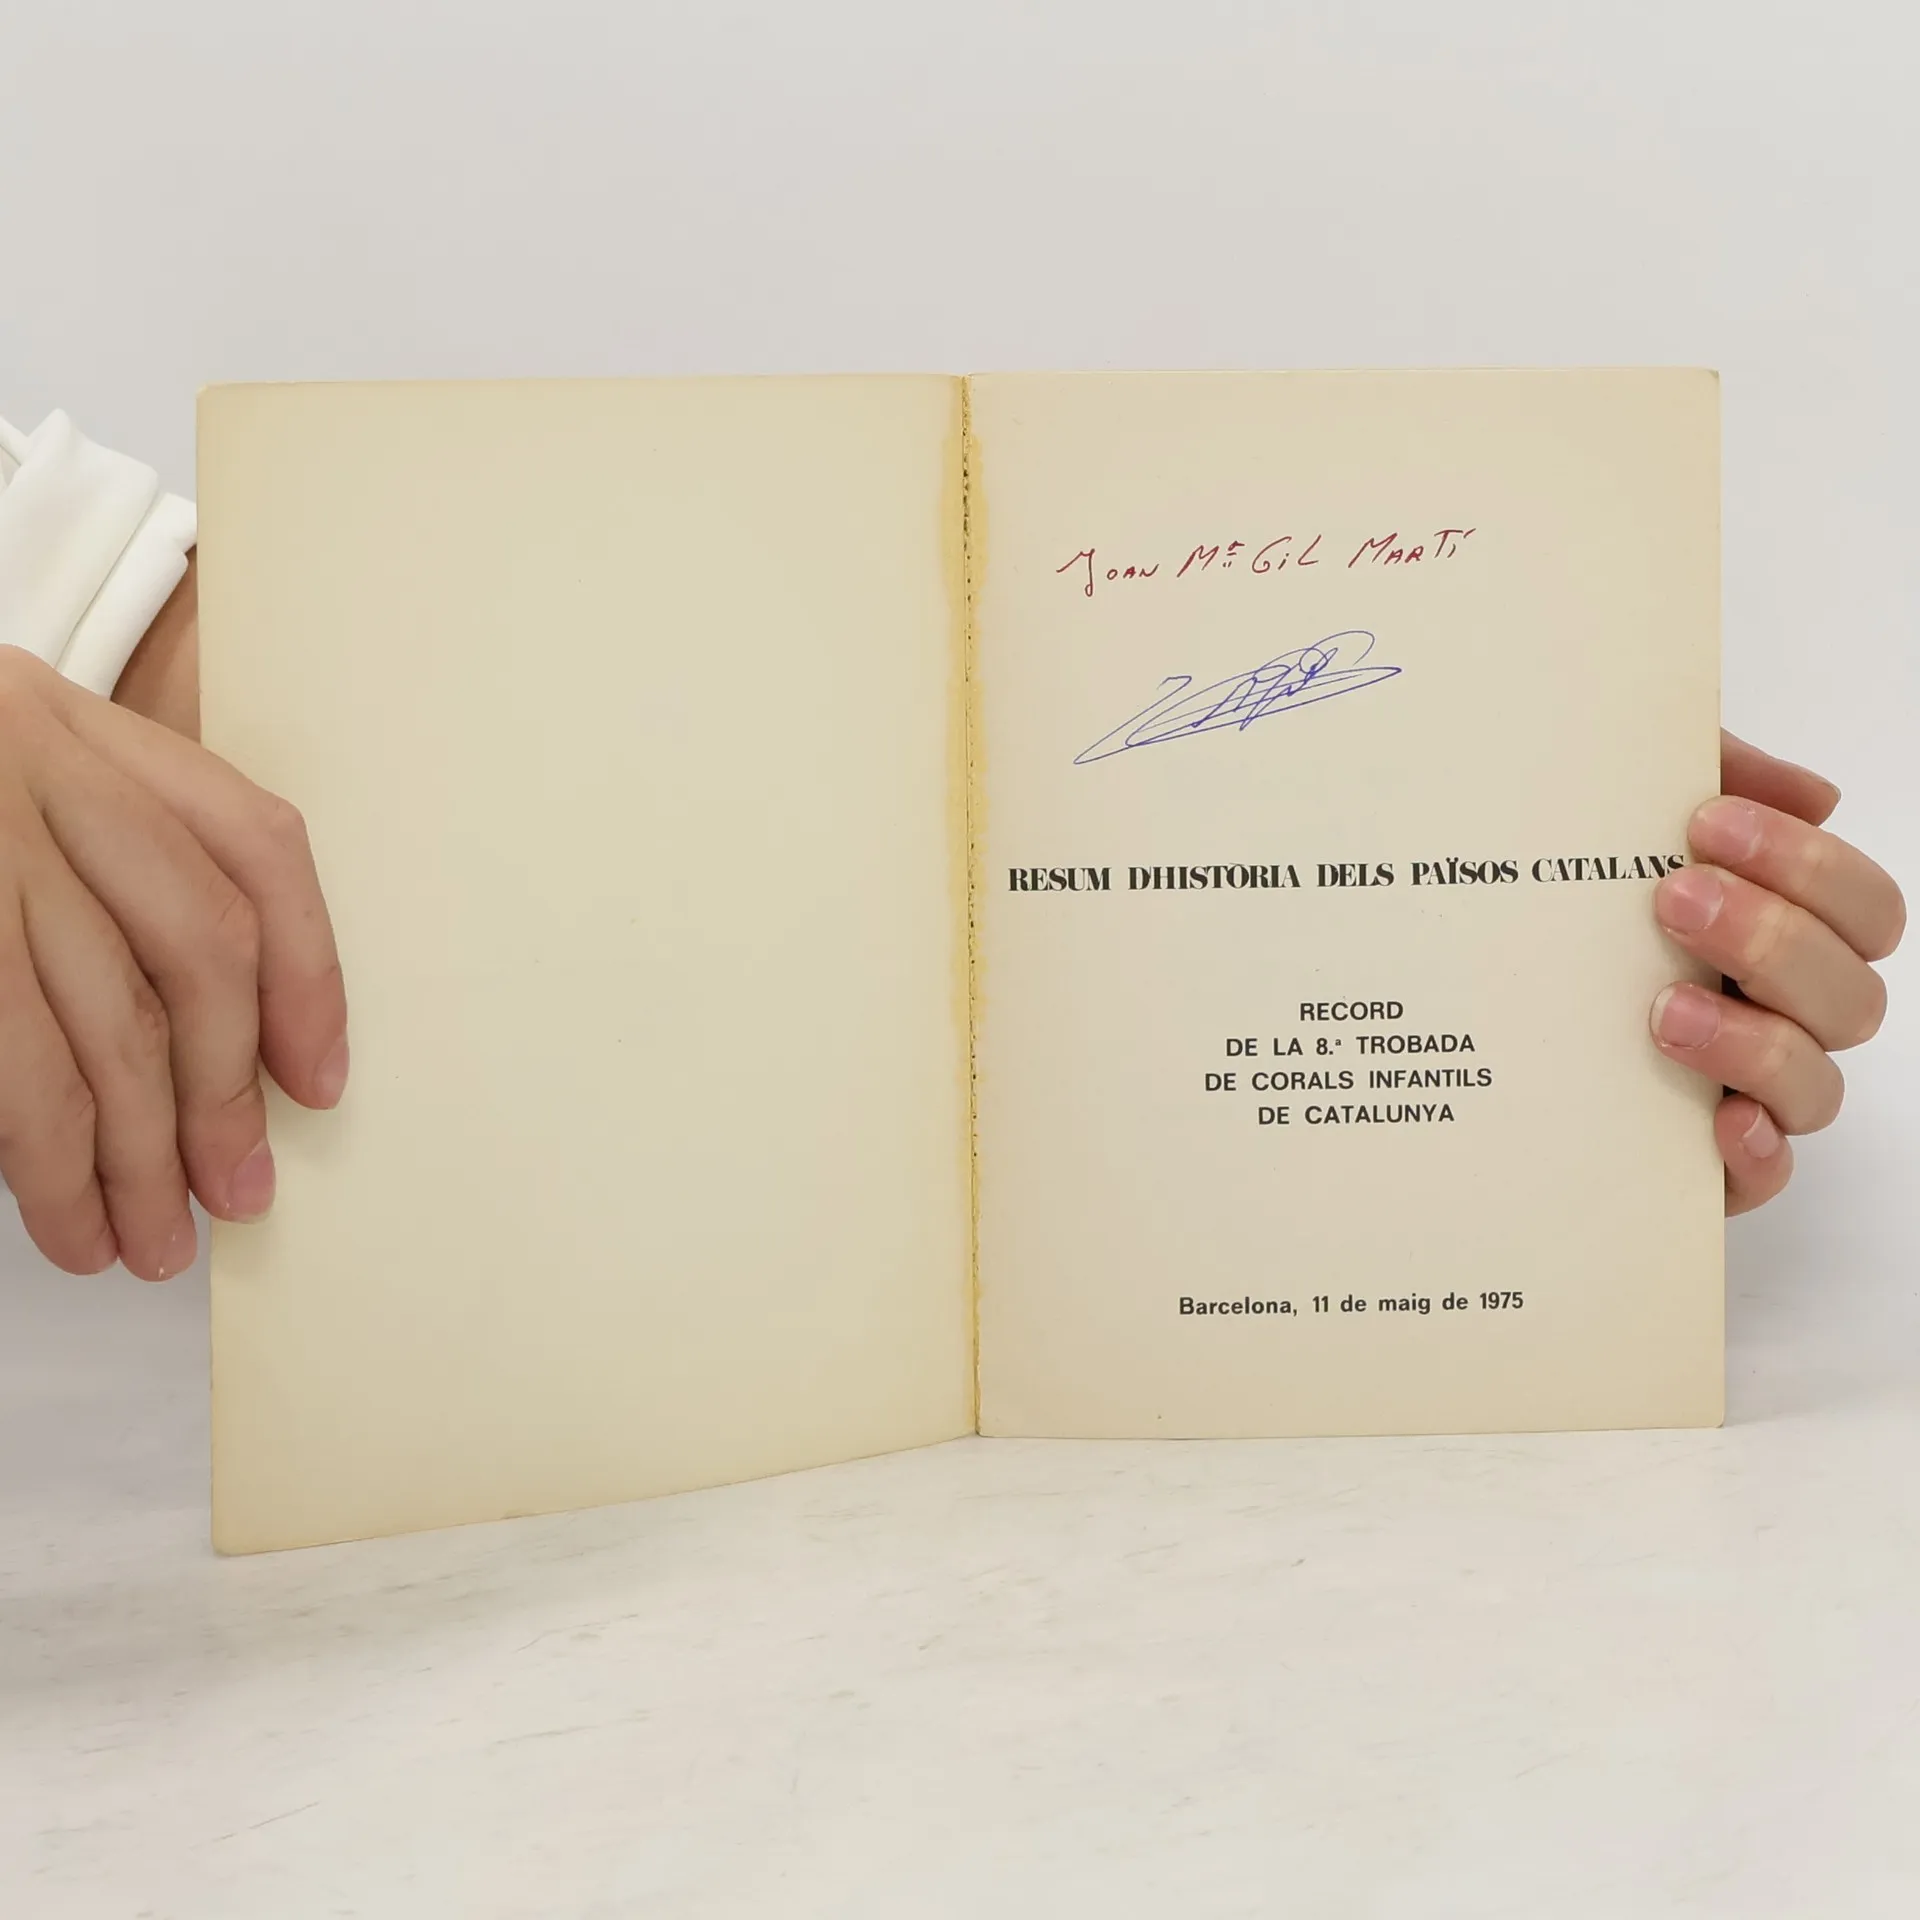 Joan Mª Gil Martí
RESUM D'HISTÒRIA DELS PAÏSOS CATALANS
RECORD
DE LA 8.ª TROBADA
DE CORALS INFANTILS
DE CATALUNYA
Barcelona, 11 de maig de 1975